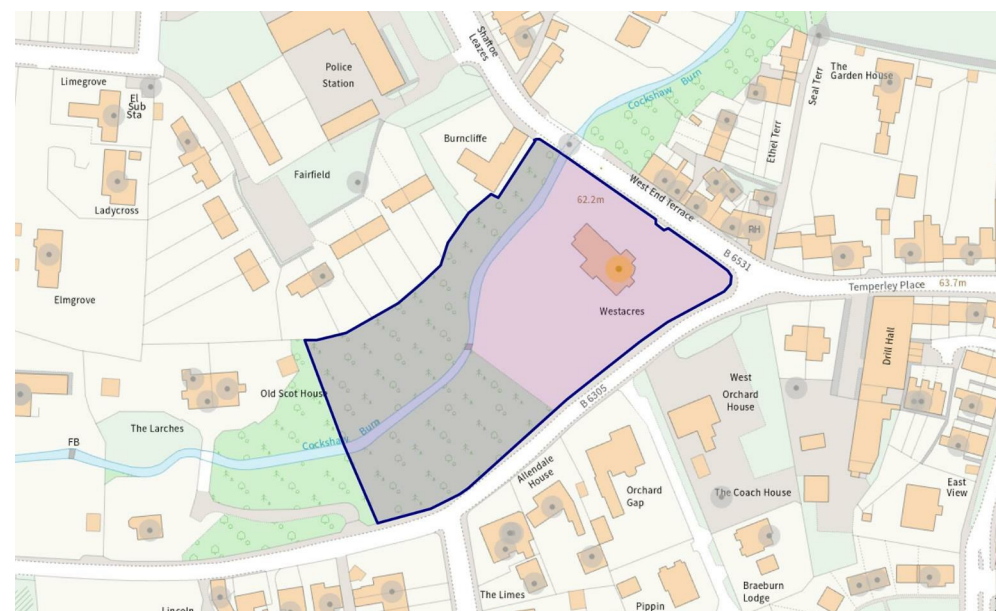 Shaftoe
Leazes
Police
Station
Limegrove
El
Sub
Sta
Burncliffe
Cockshaw Burn
The
Garden House
Seal Terr
Ethel Terr
Fairfield
Ladycross
62.2m
West End Terrace
RH
B 6531
Elmgrove
Westacres
Temperley Place 63.7m
Drill Hall
Old Scot House
B 6305
West
Orchard
House
The Larches
FB
Cockshaw Burn
Allendale
House
Orchard
Gap
The Coach House
East
View
The Limes
Braeburn
Lodge
Lincoln
Pippin